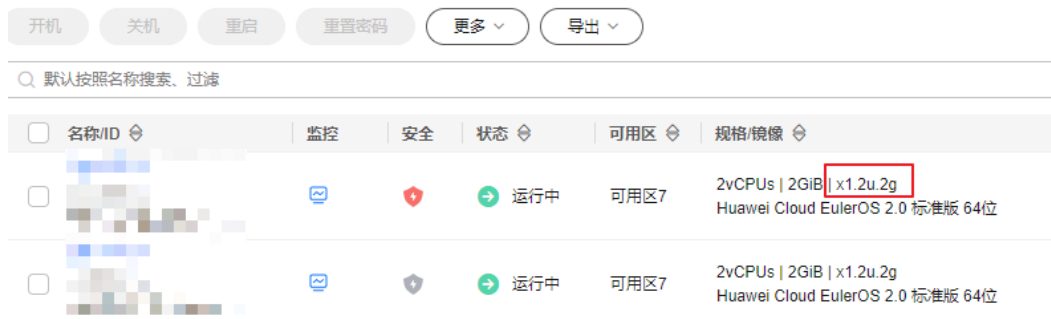 开机 关机 重启 重置密码 更多 导出
默认按照名称搜索、过滤
名称/ID 监控 安全 状态 可用区 规格/镜像
运行中 可用区7 2vCPUs | 2GiB | x1.2u.2g
Huawei Cloud EulerOS 2.0 标准版 64位
运行中 可用区7 2vCPUs | 2GiB | x1.2u.2g
Huawei Cloud EulerOS 2.0 标准版 64位